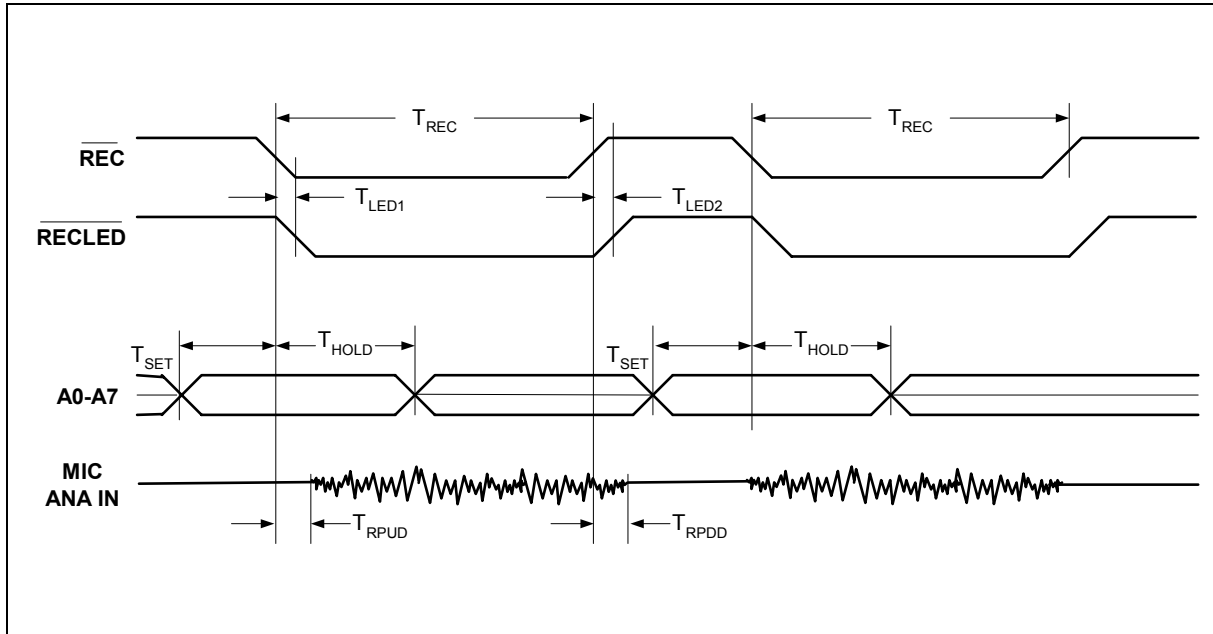 T_REC T_REC
REC
T_LED1 T_LED2
RECLED
T_SET T_HOLD T_SET T_HOLD
A0-A7
MIC
ANA IN
T_RPUD T_RPDD